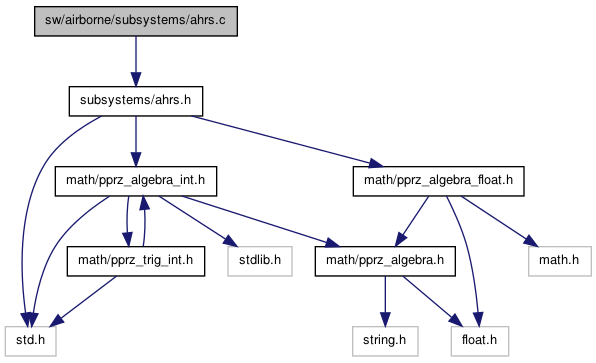 sw/airborne/subsystems/ahrs.c
subsystems/ahrs.h
math/pprz_algebra_int.h
math/pprz_algebra_float.h
math/pprz_trig_int.h
stdlib.h
math/pprz_algebra.h
math.h
std.h
string.h
float.h